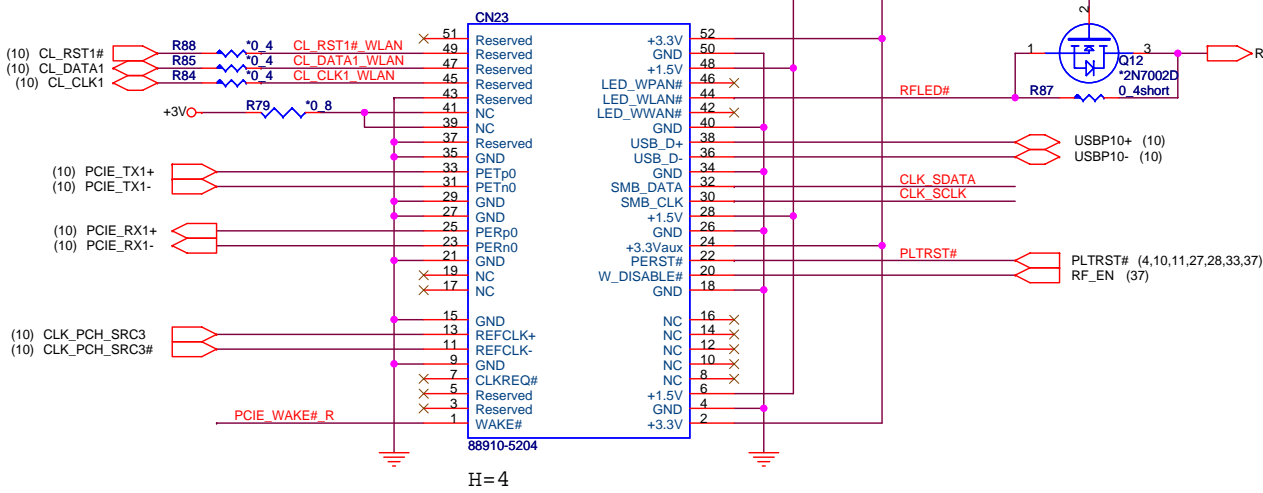 CN23
2
51 Reserved +3.3V 52
(10) CL_RST1# R88 *0_4 CL_RST1#_WLAN 49 Reserved GND 50 1 3 R
(10) CL_DATA1 R85 *0_4 CL_DATA1_WLAN 47 Reserved +1.5V 48 Q12
(10) CL_CLK1 R84 *0_4 CL_CLK1_WLAN 45 Reserved LED_WPAN# 46 *2N7002D
43 Reserved LED_WLAN# 44 RFLED# R87 0_4short
+3V R79 *0_8 41 NC LED_WWAN# 42
39 NC GND 40
37 Reserved USB_D+ 38 USBP10+ (10)
35 GND USB_D- 36 USBP10- (10)
(10) PCIE_TX1+ 33 PETp0 GND 34
(10) PCIE_TX1- 31 PETn0 SMB_DATA 32 CLK_SDATA
29 GND SMB_CLK 30 CLK_SCLK
27 GND +1.5V 28
(10) PCIE_RX1+ 25 PERp0 GND 26
(10) PCIE_RX1- 23 PERn0 +3.3Vaux 24
21 GND PERST# 22 PLTRST# PLTRST# (4,10,11,27,28,33,37)
19 NC W_DISABLE# 20 RF_EN (37)
17 NC GND 18
15 GND NC 16
(10) CLK_PCH_SRC3 13 REFCLK+ NC 14
(10) CLK_PCH_SRC3# 11 REFCLK- NC 12
9 GND NC 10
7 CLKREQ# NC 8
5 Reserved +1.5V 6
3 Reserved GND 4
PCIE_WAKE#_R 1 WAKE# +3.3V 2
88910-5204
H=4